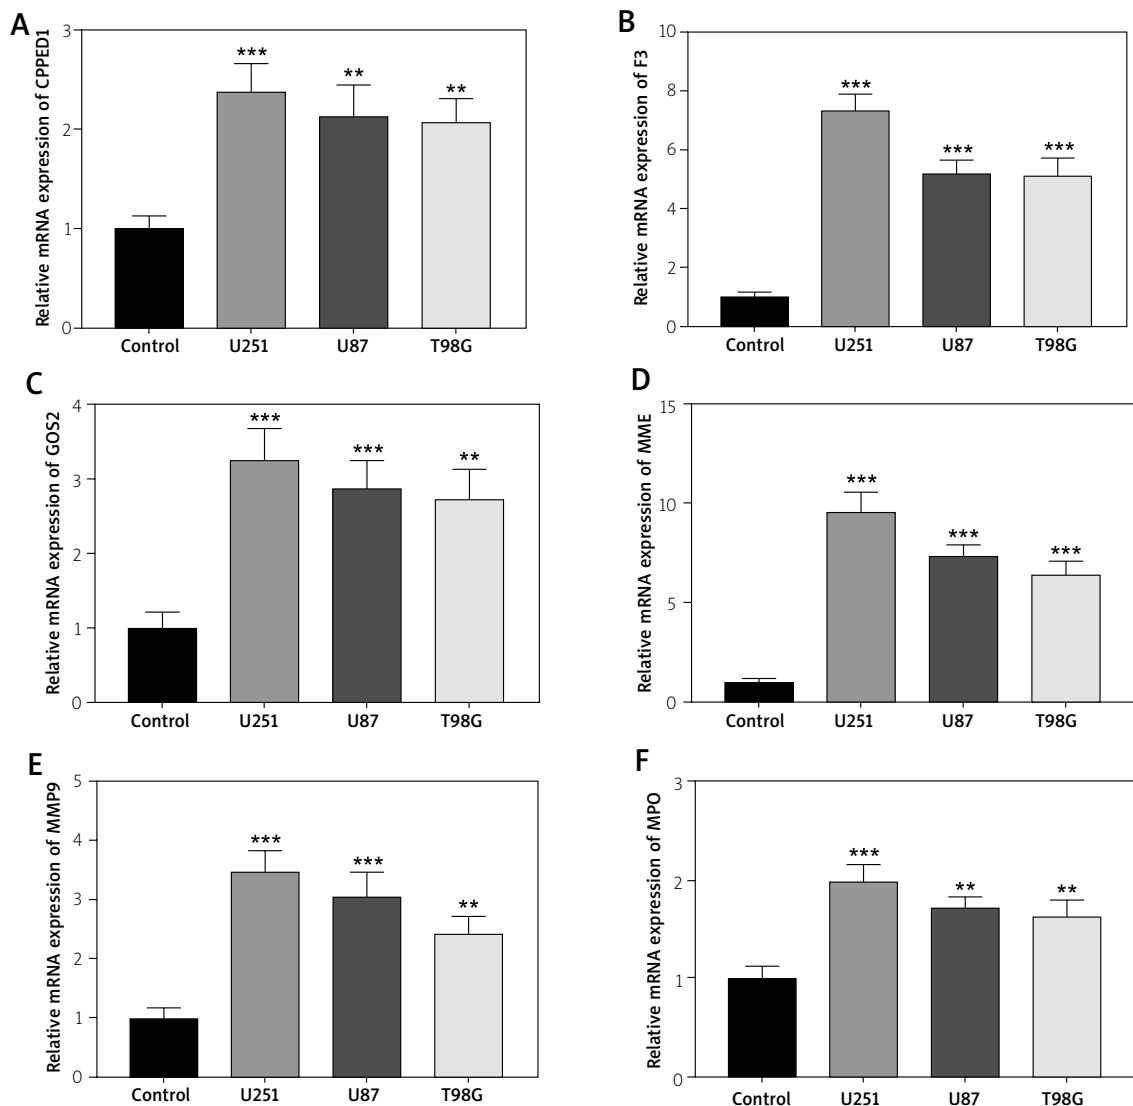 A
Relative mRNA expression of CPPED1
3
2
1
0
***
**
**
Control U251 U87 T98G
B
Relative mRNA expression of F3
10
8
6
4
2
0
***
***
***
Control U251 U87 T98G
C
Relative mRNA expression of GOS2
4
3
2
1
0
***
***
**
Control U251 U87 T98G
D
Relative mRNA expression of MME
15
10
5
0
***
***
***
Control U251 U87 T98G
E
Relative mRNA expression of MMP9
5
4
3
2
1
0
***
***
**
Control U251 U87 T98G
F
Relative mRNA expression of MPO
3
2
1
0
***
**
**
Control U251 U87 T98G